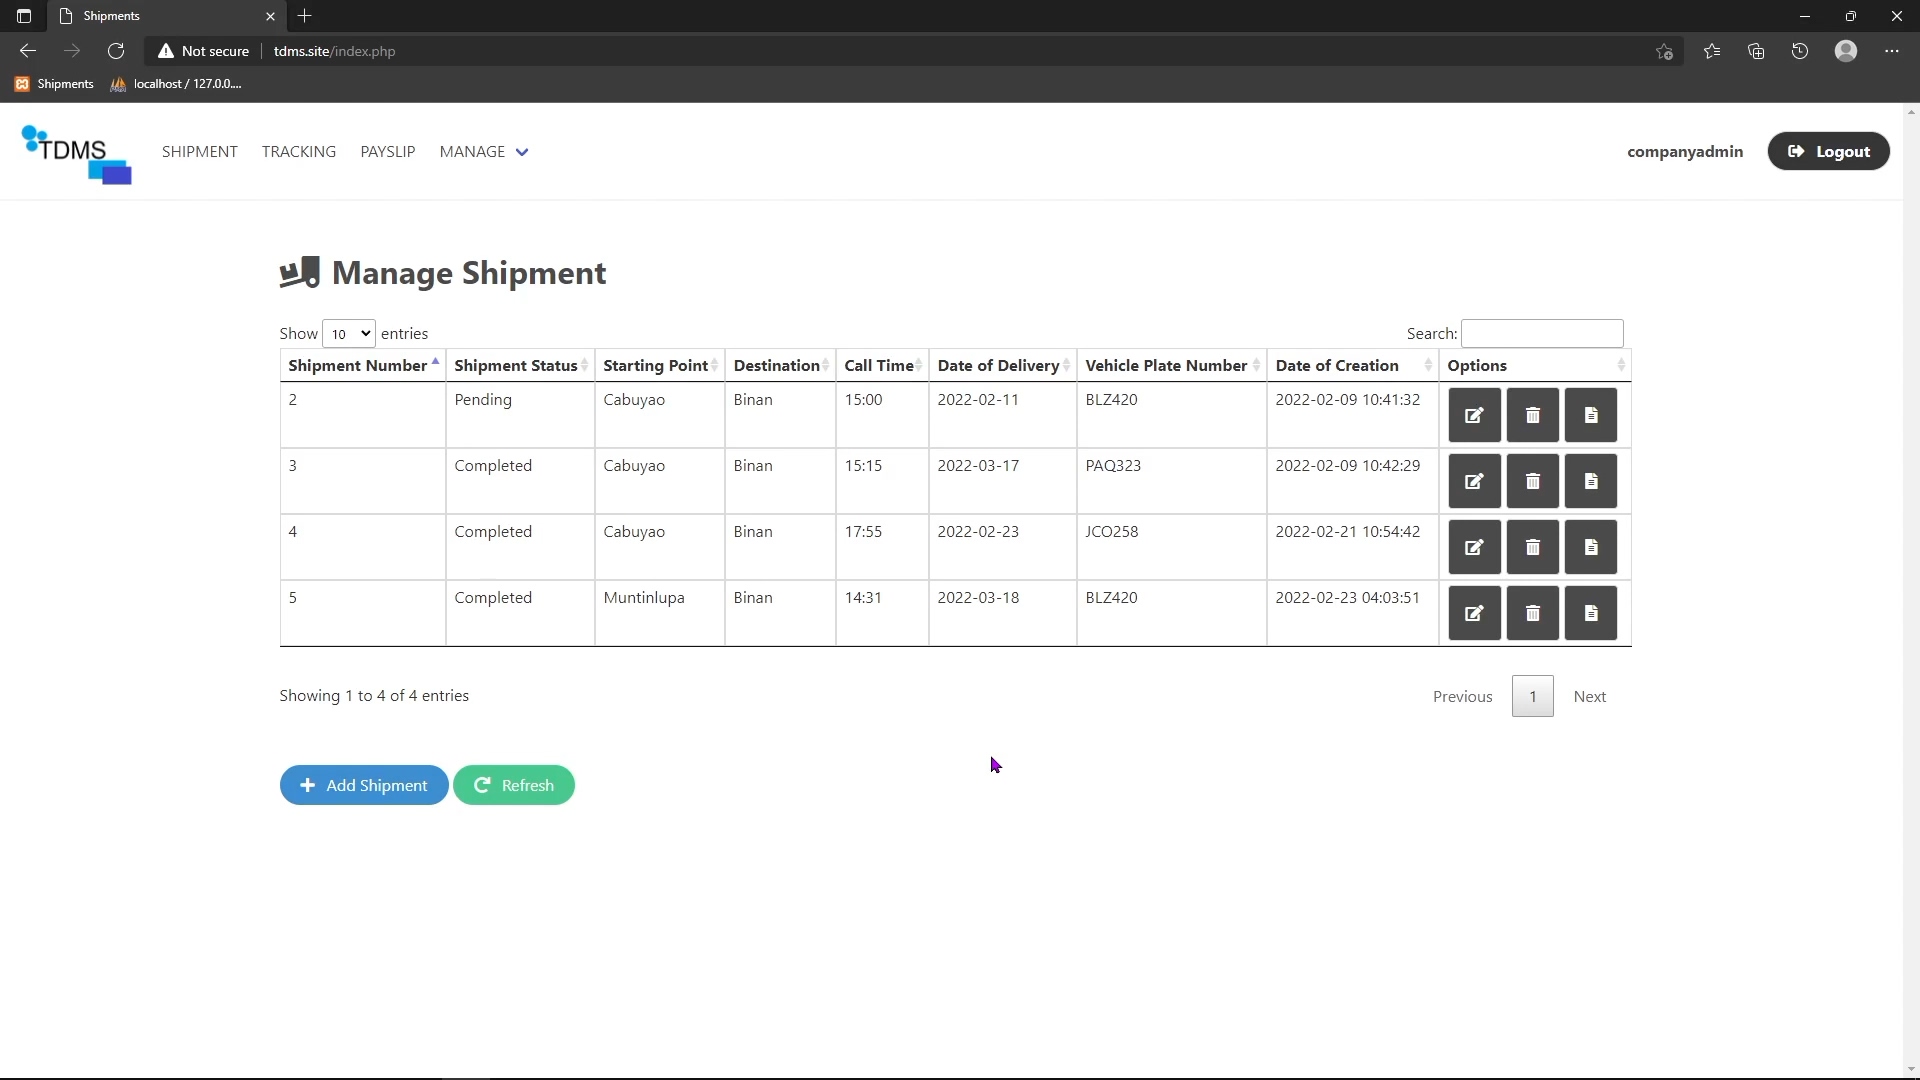 Shipments
Not secure tdms.site/index.php
Shipments localhost / 127.0.0....
TDMS SHIPMENT TRACKING PAYSLIP MANAGE companyadmin Logout
Manage Shipment
Show 10 entries Search:
Shipment Number Shipment Status Starting Point Destination Call Time Date of Delivery Vehicle Plate Number Date of Creation Options
2 Pending Cabuyao Binan 15:00 2022-02-11 BLZ420 2022-02-09 10:41:32
3 Completed Cabuyao Binan 15:15 2022-03-17 PAQ323 2022-02-09 10:42:29
4 Completed Cabuyao Binan 17:55 2022-02-23 JCO258 2022-02-21 10:54:42
5 Completed Muntinlupa Binan 14:31 2022-03-18 BLZ420 2022-02-23 04:03:51
Showing 1 to 4 of 4 entries Previous 1 Next
Add Shipment Refresh